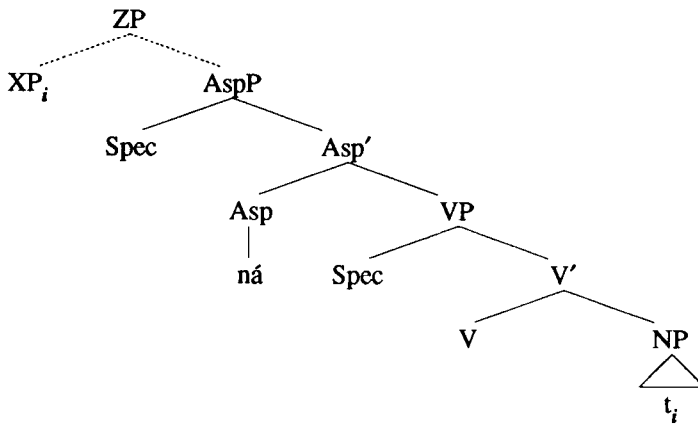 ZP
XPi AspP
Spec Asp′
Asp VP
ná Spec V′
V NP
ti